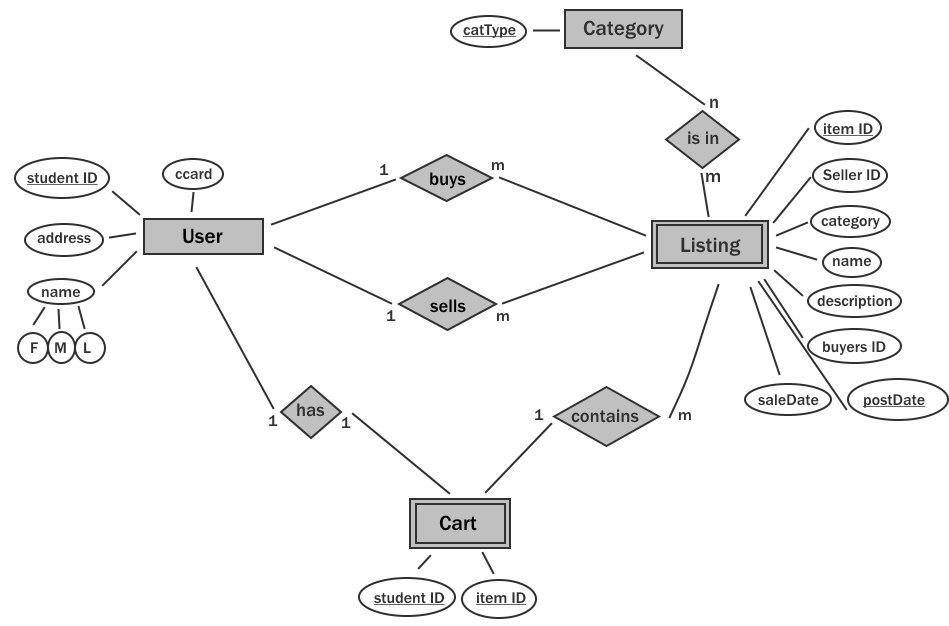 catType
Category
n
is in
m
item ID
Seller ID
category
name
description
buyers ID
saleDate
postDate
Listing
student ID
ccard
address
User
name
F
M
L
1
buys
m
1
sells
m
1
has
1
1
contains
m
Cart
student ID
item ID